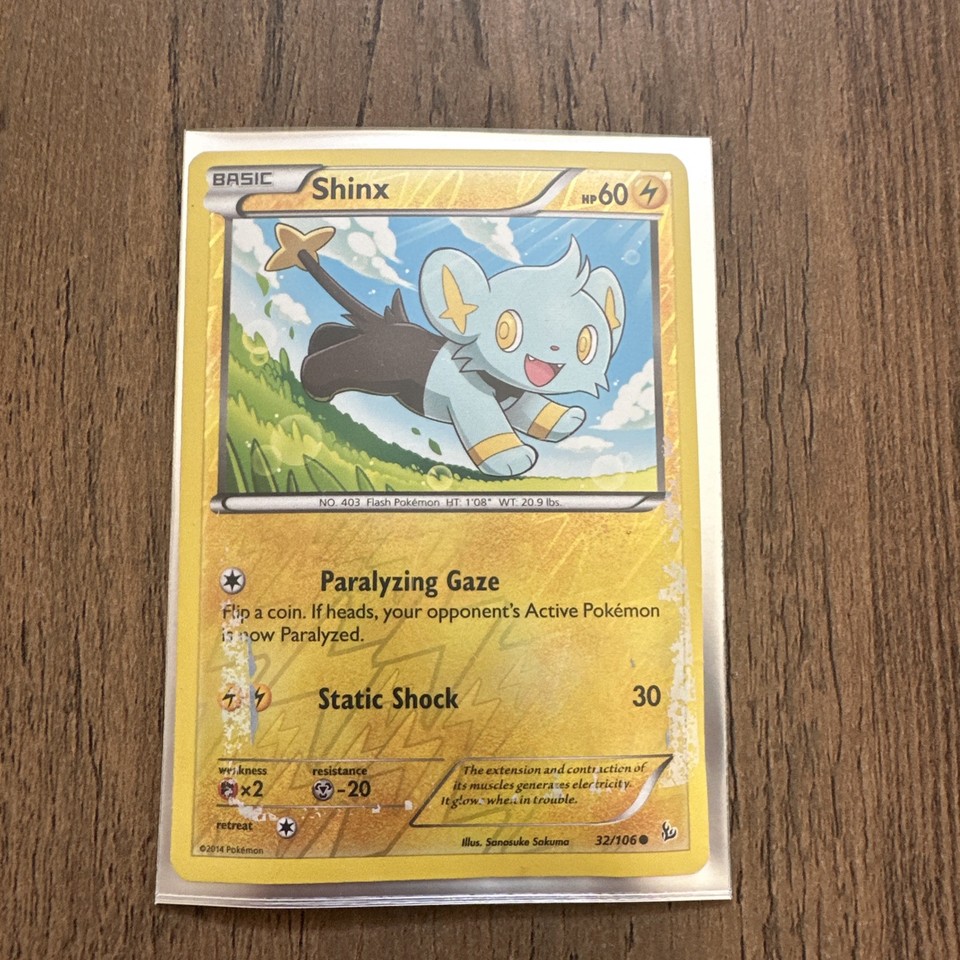 BASIC Shinx HP60
NO. 403 Flash Pokémon HT: 1'08" WT: 20.9 lbs.
Paralyzing Gaze
Flip a coin. If heads, your opponent's Active Pokémon
is now Paralyzed.
Static Shock 30
weakness resistance
×2 -20
The extension and contraction of
its muscles generates electricity.
It glows when in trouble.
retreat
Illus. Sanosuke Sakuma 32/106
©2014 Pokémon